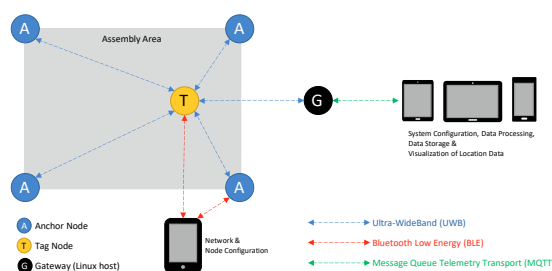 A
A
Assembly Area
T
G
System Configuration, Data Processing,
Data Storage &
Visualization of Location Data
A
A
A Anchor Node
T Tag Node
G Gateway (Linux host)
Network &
Node Configuration
Ultra-WideBand (UWB)
Bluetooth Low Energy (BLE)
Message Queue Telemetry Transport (MQTT